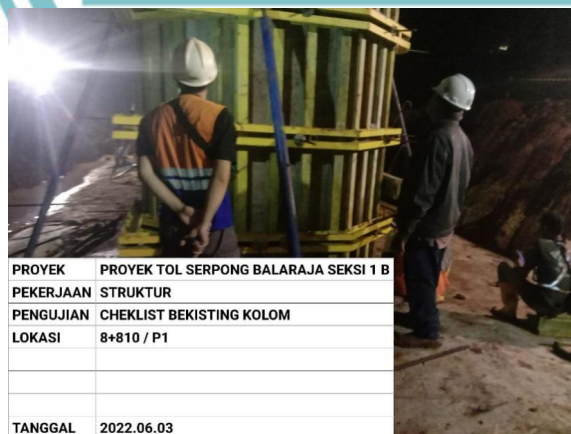 PROYEK PROYEK TOL SERPONG BALARAJA SEKSI 1 B
PEKERJAAN STRUKTUR
PENGUJIAN CHEKLIST BEKISTING KOLOM
LOKASI 8+810 / P1
TANGGAL 2022.06.03